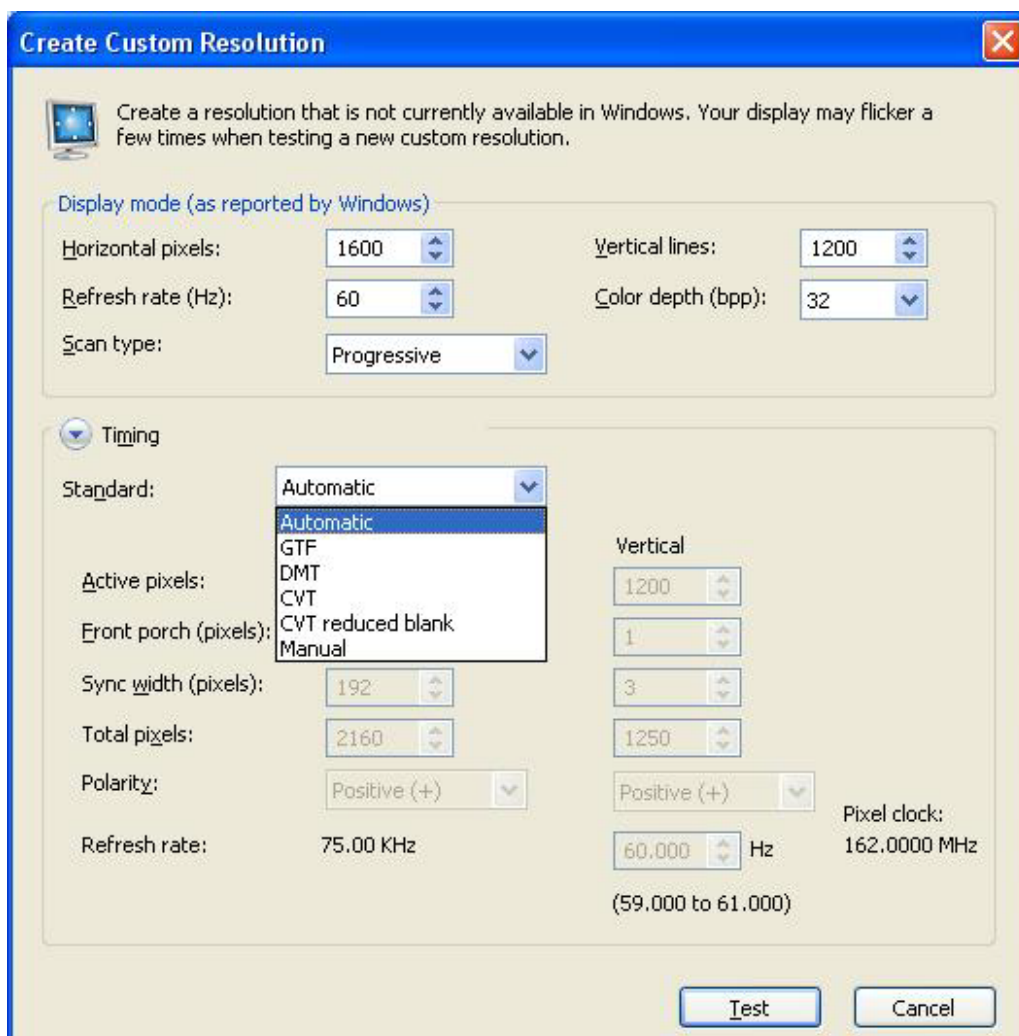 Create Custom Resolution
Create a resolution that is not currently available in Windows. Your display may flicker a
few times when testing a new custom resolution.
Display mode (as reported by Windows)
Horizontal pixels: 1600 Vertical lines: 1200
Refresh rate (Hz): 60 Color depth (bpp): 32
Scan type: Progressive
Timing
Standard: Automatic
Automatic
GTF
DMT
CVT
CVT reduced blank
Manual
Vertical
Active pixels: 1200
Front porch (pixels): 1
Sync width (pixels): 192 3
Total pixels: 2160 1250
Polarity: Positive (+) Positive (+)
Refresh rate: 75.00 KHz 60.000 Hz
Pixel clock:
162.0000 MHz
(59.000 to 61.000)
Test Cancel